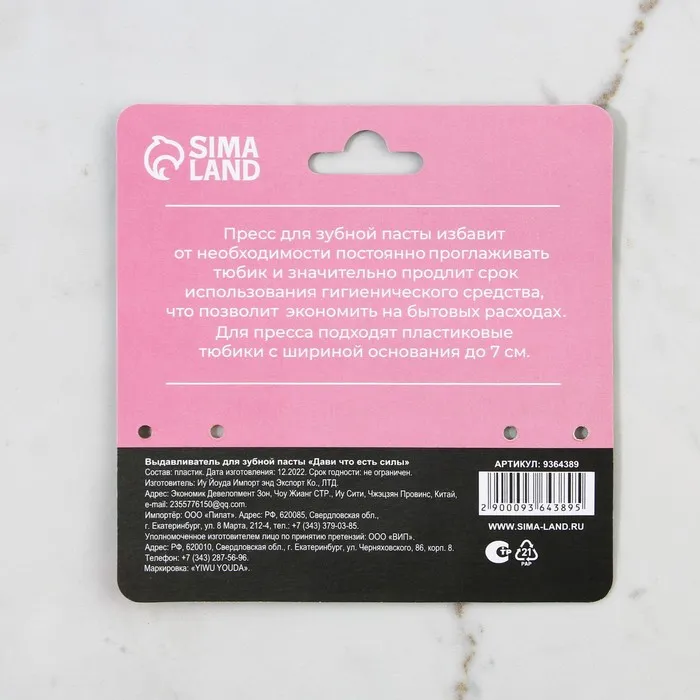 SIMA
LAND
Пресс для зубной пасты избавит
от необходимости постоянно проглаживать
тюбик и значительно продлит срок
использования гигиенического средства,
что позволит экономить на бытовых расходах.
Для пресса подходят пластиковые
тюбики с шириной основания до 7 см.
Выдавливатель для зубной пасты «Дави что есть силы»
Состав: пластик. Дата изготовления: 12.2022. Срок годности: не ограничен.
Изготовитель: Иу Йоуда Импорт энд Экспорт Ко., ЛТД.
Адрес: Экономик Девелопмент Зон, Чоу Жианг СТР., Иу Сити, Чжэцзян Провинс, Китай,
e-mail: 2355776150@qq.com.
Импортёр: ООО «Пилат». Адрес: РФ, 620085, Свердловская обл.,
г. Екатеринбург, ул. 8 Марта, 212-4, тел.: +7 (343) 379-03-85.
Уполномоченное изготовителем лицо по принятию претензий: ООО «ВИП».
Адрес: РФ, 620010, Свердловская обл., г. Екатеринбург, ул. Черняховского, 86, корп. 8.
Телефон: +7 (343) 287-56-96.
Маркировка: «YIWU YOUDA».
АРТИКУЛ: 9364389
2 900093 643895
WWW.SIMA-LAND.RU
СТР
21
PAP